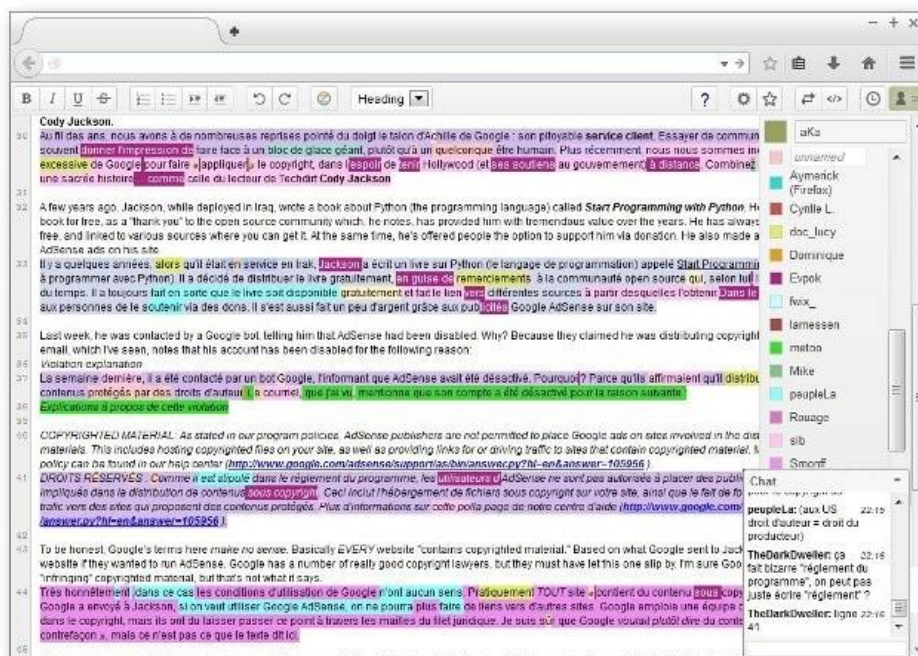 B I U S
Heading
?
Cody Jackson.
30 Au fil des ans, nous avons à de nombreuses reprises pointé du doigt le talon d'Achille de Google : son pitoyable service client. Essayer de commun
souvent donner l'impression de faire face à un bloc de glace géant, plutôt qu'à un quelconque être humain. Plus récemment, nous nous sommes in
excessive de Google pour faire « appliquer » le copyright, dans l'espoir de tenir Hollywood (et ses soutiens au gouvernement) à distance. Combinez
une sacrée histoire... comme celle du lecteur de Techdirt Cody Jackson
31
32 A few years ago, Jackson, while deployed in Iraq, wrote a book about Python (the programming language) called Start Programming with Python. H
book for free, as a "thank you" to the open source community which, he notes, has provided him with tremendous value over the years. He has always
free, and linked to various sources where you can get it. At the same time, he's offered people the option to support him via donation. He also made a
AdSense ads on his site.
33 Il y a quelques années, alors qu'il était en service en Irak, Jackson a écrit un livre sur Python (le langage de programmation) appelé Start Programmi
à programmer avec Python). Il a décidé de distribuer le livre gratuitement, en guise de remerciements à la communauté open source qui, selon lui l
du temps. Il a toujours fait en sorte que le livre soit disponible gratuitement et fait le lien vers différentes sources à partir desquelles l'obtenir. Dans le
aux personnes de le soutenir via des dons. Il s'est aussi fait un peu d'argent grâce aux publicités Google AdSense sur son site.
34
35 Last week, he was contacted by a Google bot, telling him that AdSense had been disabled. Why? Because they claimed he was distributing copyright
email, which I've seen, notes that his account has been disabled for the following reason:
36 Violation explanation
37 La semaine dernière, il a été contacté par un bot Google, l'informant que AdSense avait été désactivé. Pourquoi ? Parce qu'ils affirmaient qu'il distribu
contenus protégés par des droits d'auteur. Le courriel, que j'ai vu, mentionne que son compte a été désactivé pour la raison suivante :
38 Explications à propos de cette violation
39
40 COPYRIGHTED MATERIAL: As stated in our program policies, AdSense publishers are not permitted to place Google ads on sites involved in the dist
materials. This includes hosting copyrighted files on your site, as well as providing links for or driving traffic to sites that contain copyrighted material. M
policy can be found in our help center (http://www.google.com/adsense/support/as/bin/answer.py?hl=en&answer=105956 )
41 DROITS RÉSERVÉS : Comme il est stipulé dans le règlement du programme, les utilisateurs d'AdSense ne sont pas autorisés à placer des public
impliqués dans la distribution de contenus sous copyright. Ceci inclut l'hébergement de fichiers sous copyright sur votre site, ainsi que le fait de fo
trafic vers des sites qui proposent des contenus protégés. Plus d'informations sur cette polla page de notre centre d'aide (http://www.google.com/
/answer.py?hl=en&answer=105956 ).
42
43 To be honest, Google's terms here make no sense. Basically EVERY website "contains copyrighted material." Based on what Google sent to Jack
website if they wanted to run AdSense. Google has a number of really good copyright lawyers, but they must have let this one slip by. I'm sure Goo
"infringing" copyrighted material, but that's not what it says.
44 Très honnêtement, dans ce cas les conditions d'utilisation de Google n'ont aucun sens. Pratiquement TOUT site « contient du contenu sous copy
Google a envoyé à Jackson, si on veut utiliser Google AdSense, on ne pourra plus faire de liens vers d'autres sites. Google emploie une équipe d
dans le copyright, mais ils ont dû laisser passer ce point à travers les mailles du filet juridique. Je suis sûr que Google voulait plutôt dire du conte
contrefaçon », mais ce n'est pas ce que le texte dit ici.
45
aKa
unnamed
Aymerick
(Firefox)
Cyrille L.
doc_lucy
Dominique
Evpok
fwix_
lamessen
metoo
Mike
peupleLa
Rouage
slb
Smonff
Chat
peupleLa: (aux US 22:15
droit d'auteur = droit du
producteur)
TheDarkDweller: ça 22:16
fait bizarre "réglement du
programme", on peut pas
juste écrire "réglement" ?
TheDarkDweller: ligne 22:16
41